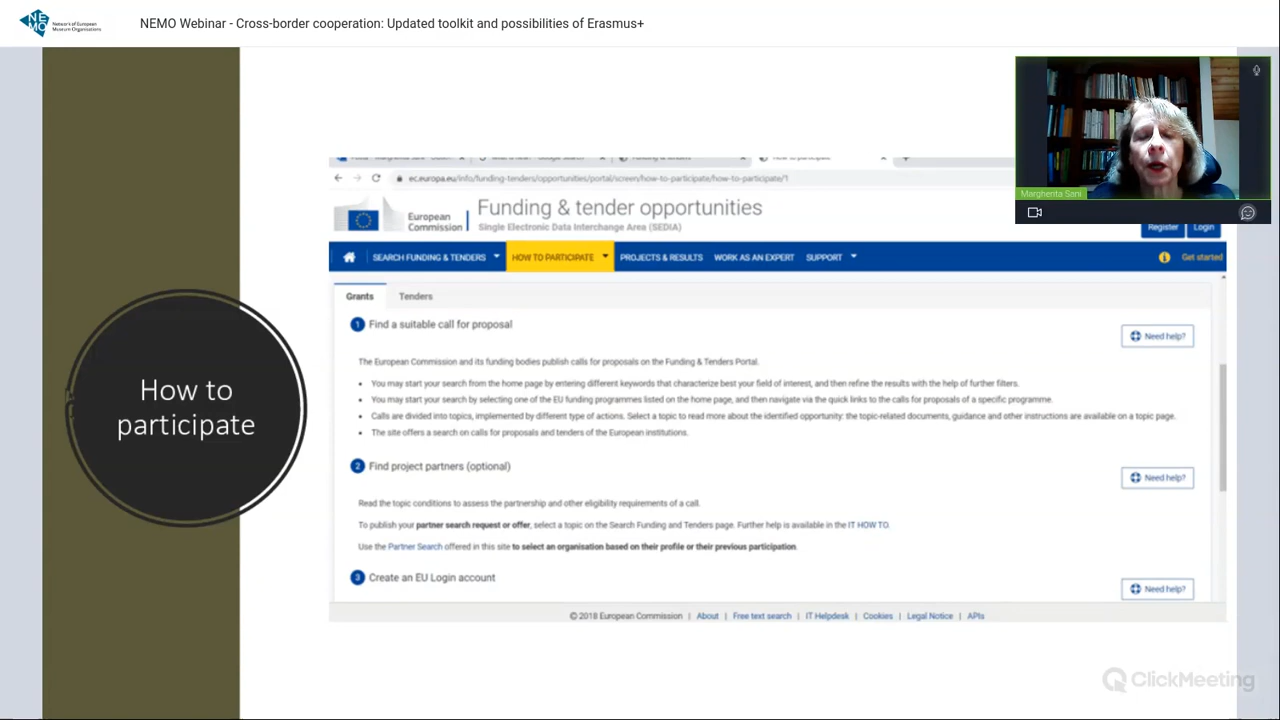 NEMO
Network of European
Museum Organisations
NEMO Webinar - Cross-border cooperation: Updated toolkit and possibilities of Erasmus+
Margherita Sani
How to
participate
How to participate
ec.europa.eu/info/funding-tenders/opportunities/portal/screen/how-to-participate/how-to-participate/1
European
Commission
Funding & tender opportunities
Single Electronic Data Interchange Area (SEDIA)
Register
Login
SEARCH FUNDING & TENDERS
HOW TO PARTICIPATE
PROJECTS & RESULTS
WORK AS AN EXPERT
SUPPORT
Get started
Grants
Tenders
1 Find a suitable call for proposal
Need help?
The European Commission and its funding bodies publish calls for proposals on the Funding & Tenders Portal.
• You may start your search from the home page by entering different keywords that characterize best your field of interest, and then refine the results with the help of further filters.
• You may start your search by selecting one of the EU funding programmes listed on the home page, and then navigate via the quick links to the calls for proposals of a specific programme.
• Calls are divided into topics, implemented by different type of actions. Select a topic to read more about the identified opportunity: the topic-related documents, guidance and other instructions are available on a topic page.
• The site offers a search on calls for proposals and tenders of the European institutions.
2 Find project partners (optional)
Need help?
Read the topic conditions to assess the partnership and other eligibility requirements of a call.
To publish your partner search request or offer, select a topic on the Search Funding and Tenders page. Further help is available in the IT HOW TO.
Use the Partner Search offered in this site to select an organisation based on their profile or their previous participation.
3 Create an EU Login account
Need help?
© 2018 European Commission | About | Free text search | IT Helpdesk | Cookies | Legal Notice | APIs
ClickMeeting